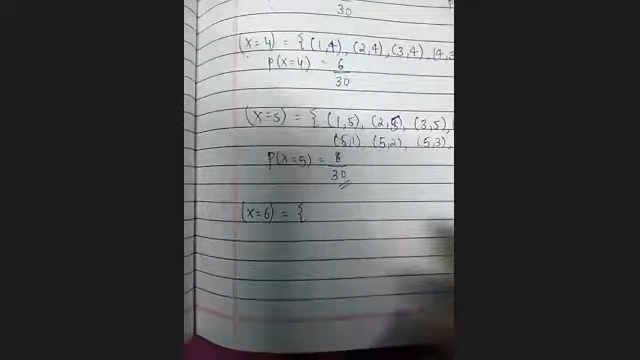 30
(X=4) = { (1,4), (2,4), (3,4), (4,3
P(X=4) = 6
30
(X=5) = { (1,5), (2,5), (3,5),
(5,1) (5,2), (5,3),
P(X=5) = 8
30
(X=6) = {